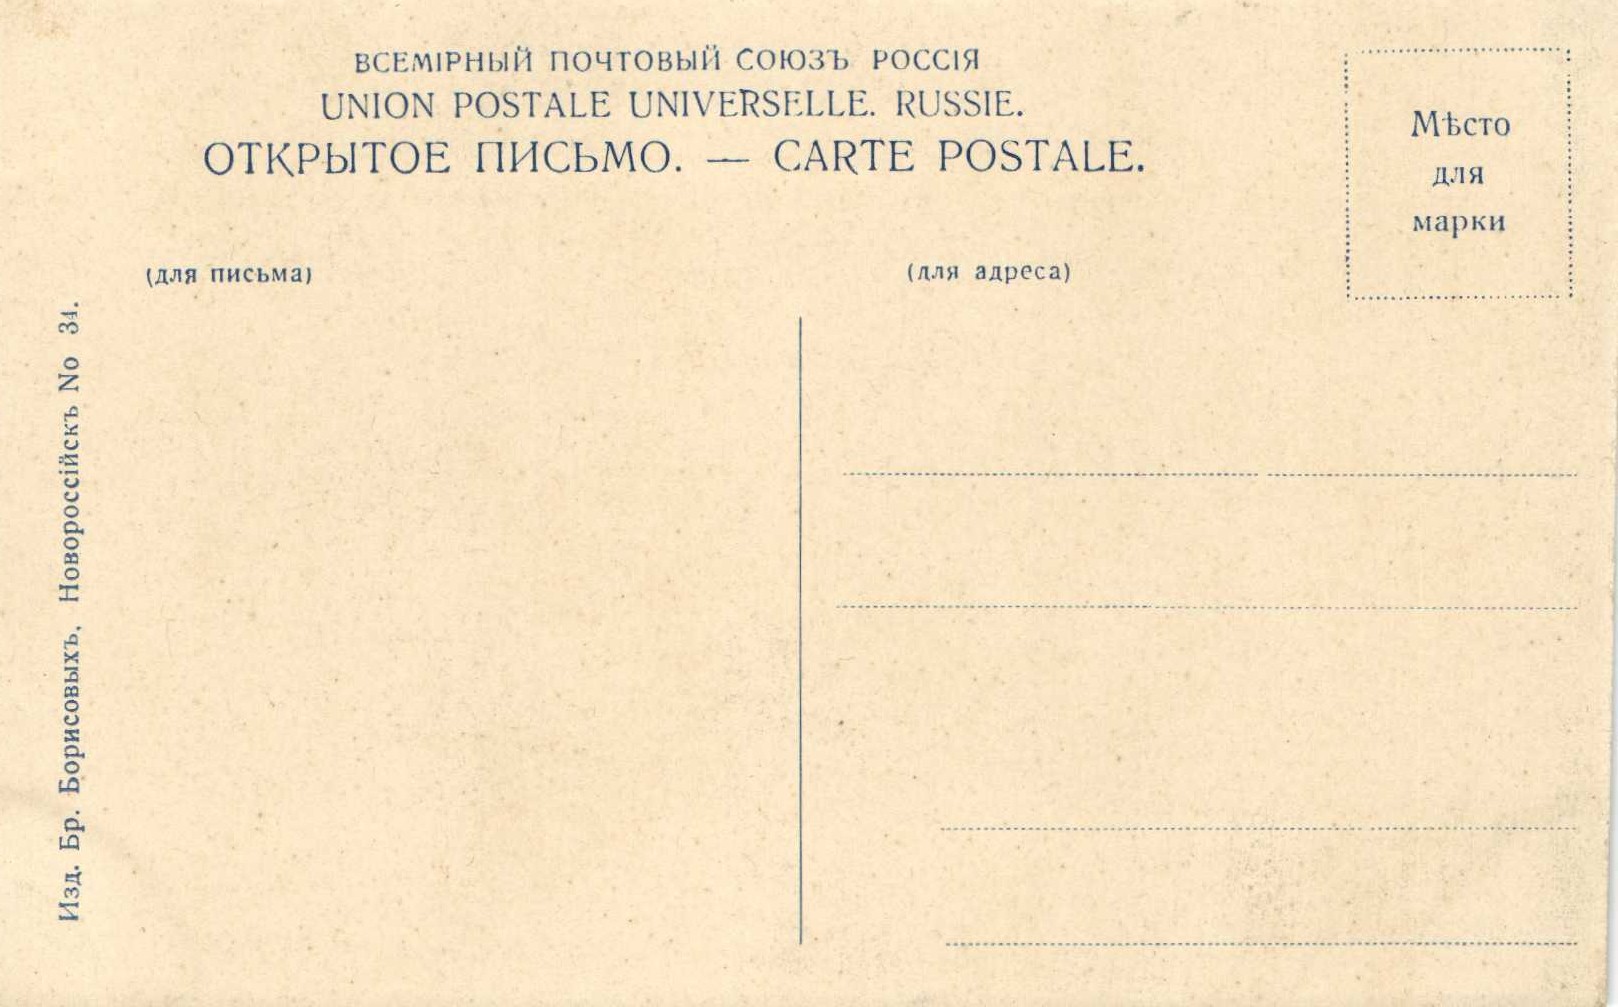 ВСЕМІРНЫЙ ПОЧТОВЫЙ СОЮЗЪ РОССІЯ
UNION POSTALE UNIVERSELLE. RUSSIE.
ОТКРЫТОЕ ПИСЬМО. — CARTE POSTALE.
Мѣсто
для
марки
(для письма)
(для адреса)
Изд. Бр. Борисовыхъ, Новороссійскъ No 34.